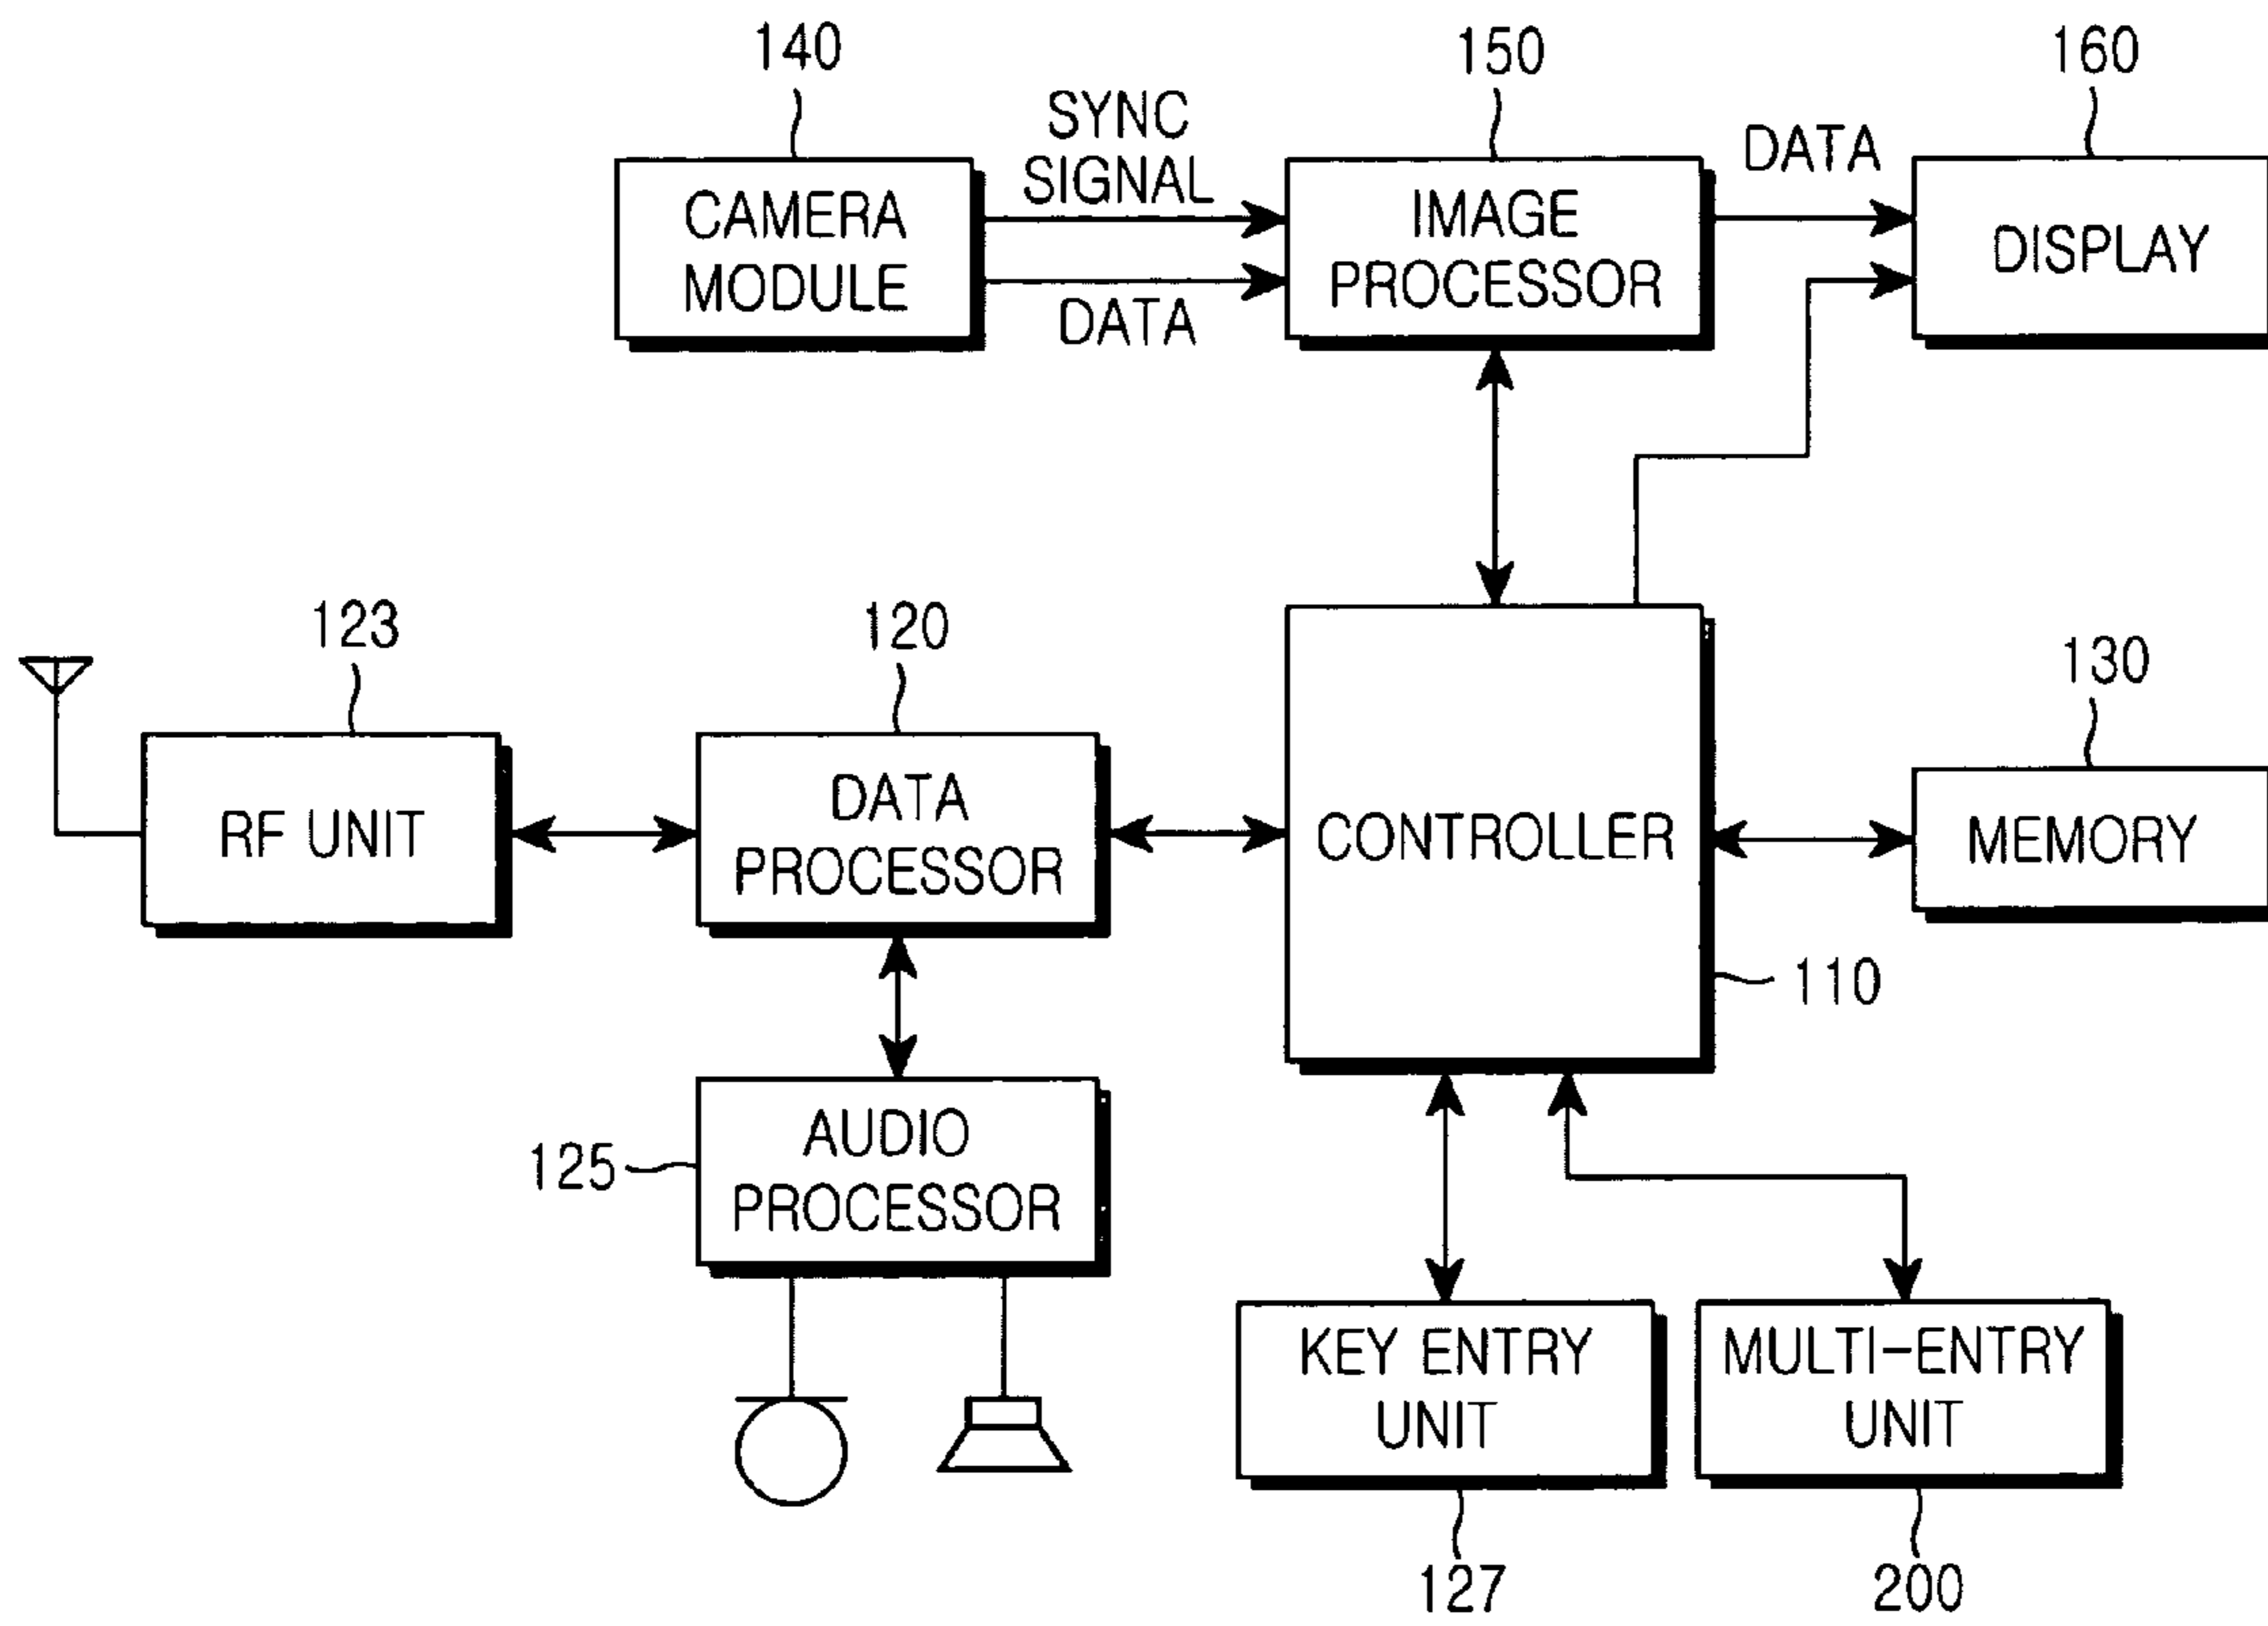 140
150
160
SYNC
SIGNAL
DATA
CAMERA
MODULE
IMAGE
PROCESSOR
DISPLAY
DATA
123
120
130
RF UNIT
DATA
PROCESSOR
CONTROLLER
MEMORY
110
125
AUDIO
PROCESSOR
KEY ENTRY
UNIT
MULTI-ENTRY
UNIT
127
200